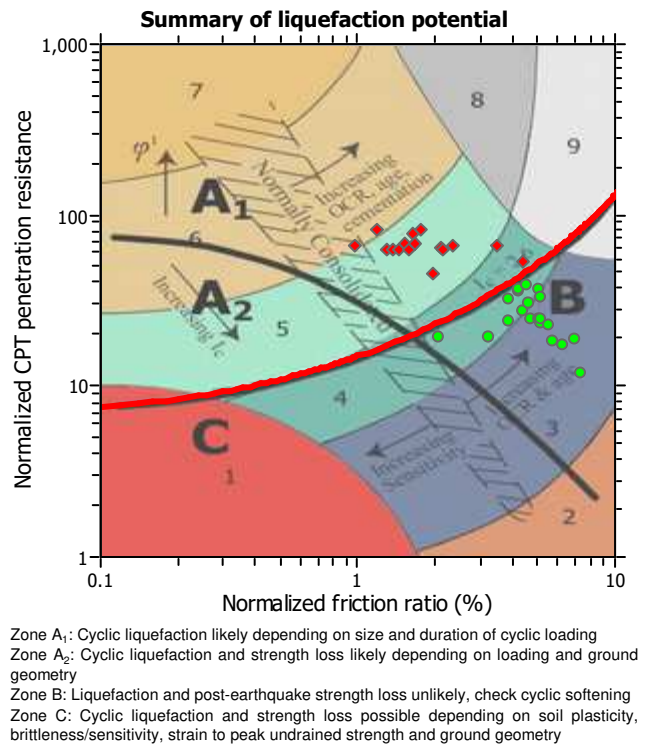 Summary of liquefaction potential
Normalized CPT penetration resistance
1,000
100
10
1
7
8
9
φ'
Increasing
OCR, age,
cementation
A1
Normally Consolidated
6
A2
Increasing Ic
5
B
4
Increasing
OCR & age
3
C
Increasing
Sensitivity
1
2
0.1
1
10
Normalized friction ratio (%)
Zone A1: Cyclic liquefaction likely depending on size and duration of cyclic loading
Zone A2: Cyclic liquefaction and strength loss likely depending on loading and ground
geometry
Zone B: Liquefaction and post-earthquake strength loss unlikely, check cyclic softening
Zone C: Cyclic liquefaction and strength loss possible depending on soil plasticity,
brittleness/sensitivity, strain to peak undrained strength and ground geometry